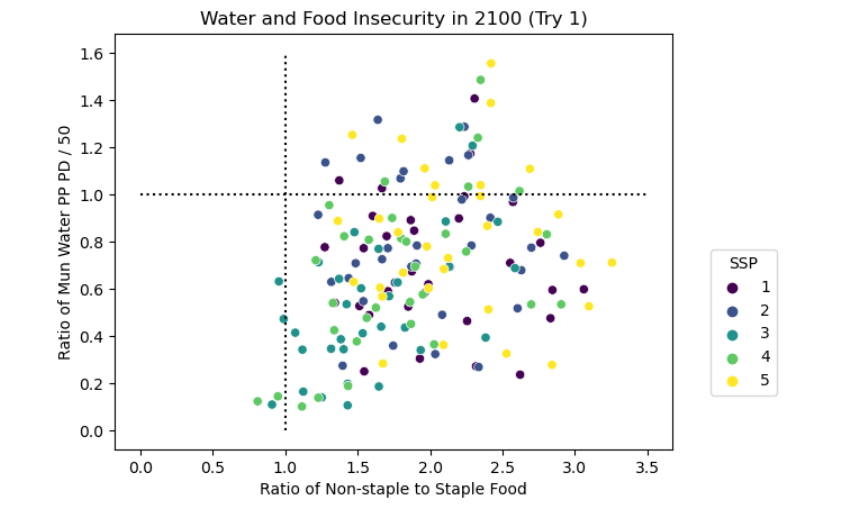 Water and Food Insecurity in 2100 (Try 1)
Ratio of Mun Water PP PD / 50
1.6
1.4
1.2
1.0
0.8
0.6
0.4
0.2
0.0
0.0 0.5 1.0 1.5 2.0 2.5 3.0 3.5
Ratio of Non-staple to Staple Food
SSP
1
2
3
4
5